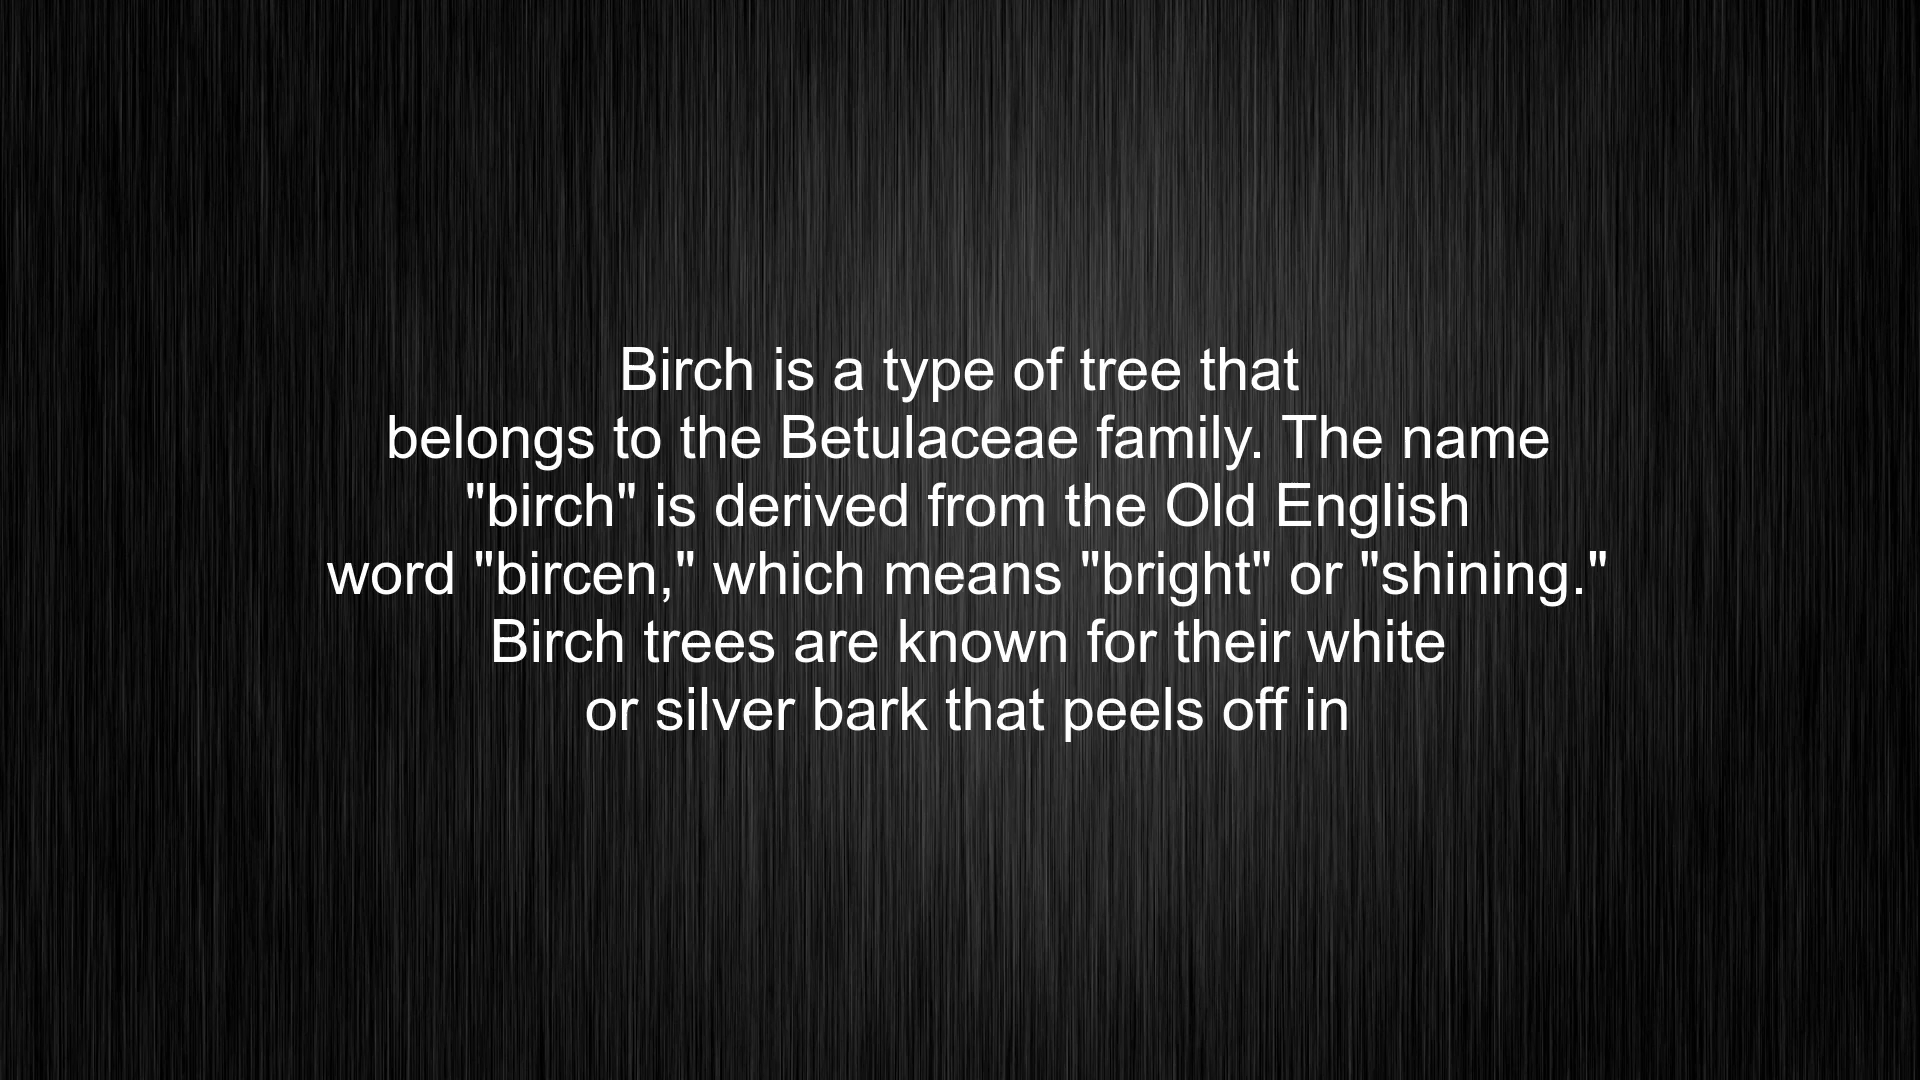 Birch is a type of tree that
belongs to the Betulaceae family. The name
"birch" is derived from the Old English
word "bircen," which means "bright" or "shining."
Birch trees are known for their white
or silver bark that peels off in